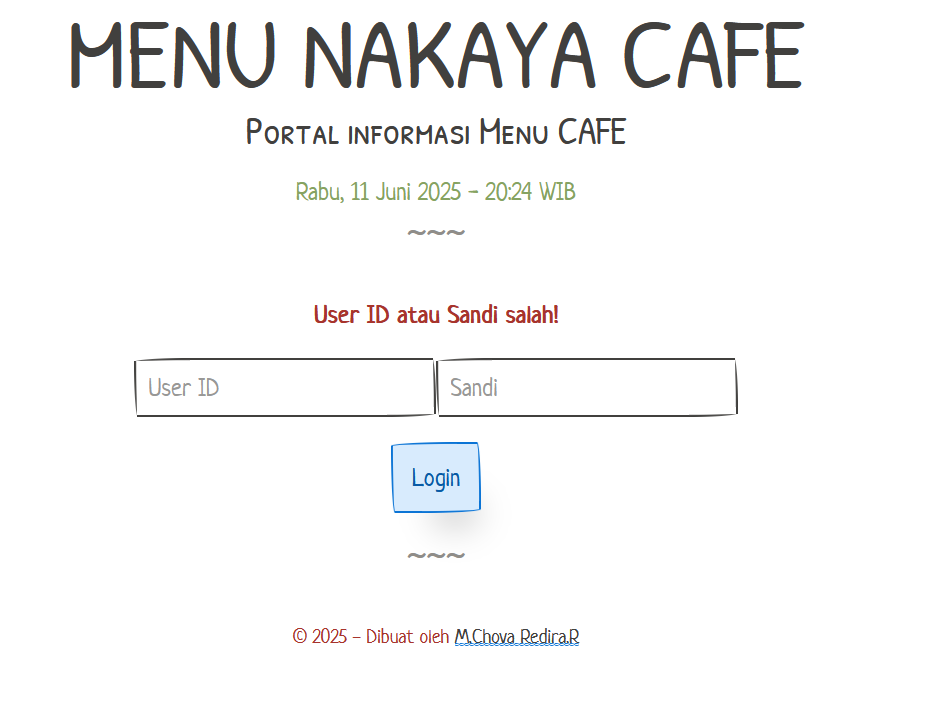 MENU NAKAYA CAFE
Portal informasi Menu CAFE
Rabu, 11 Juni 2025 - 20:24 WIB
~~~
User ID atau Sandi salah!
User ID
Sandi
Login
~~~
© 2025 - Dibuat oleh M.Chova Redira.R